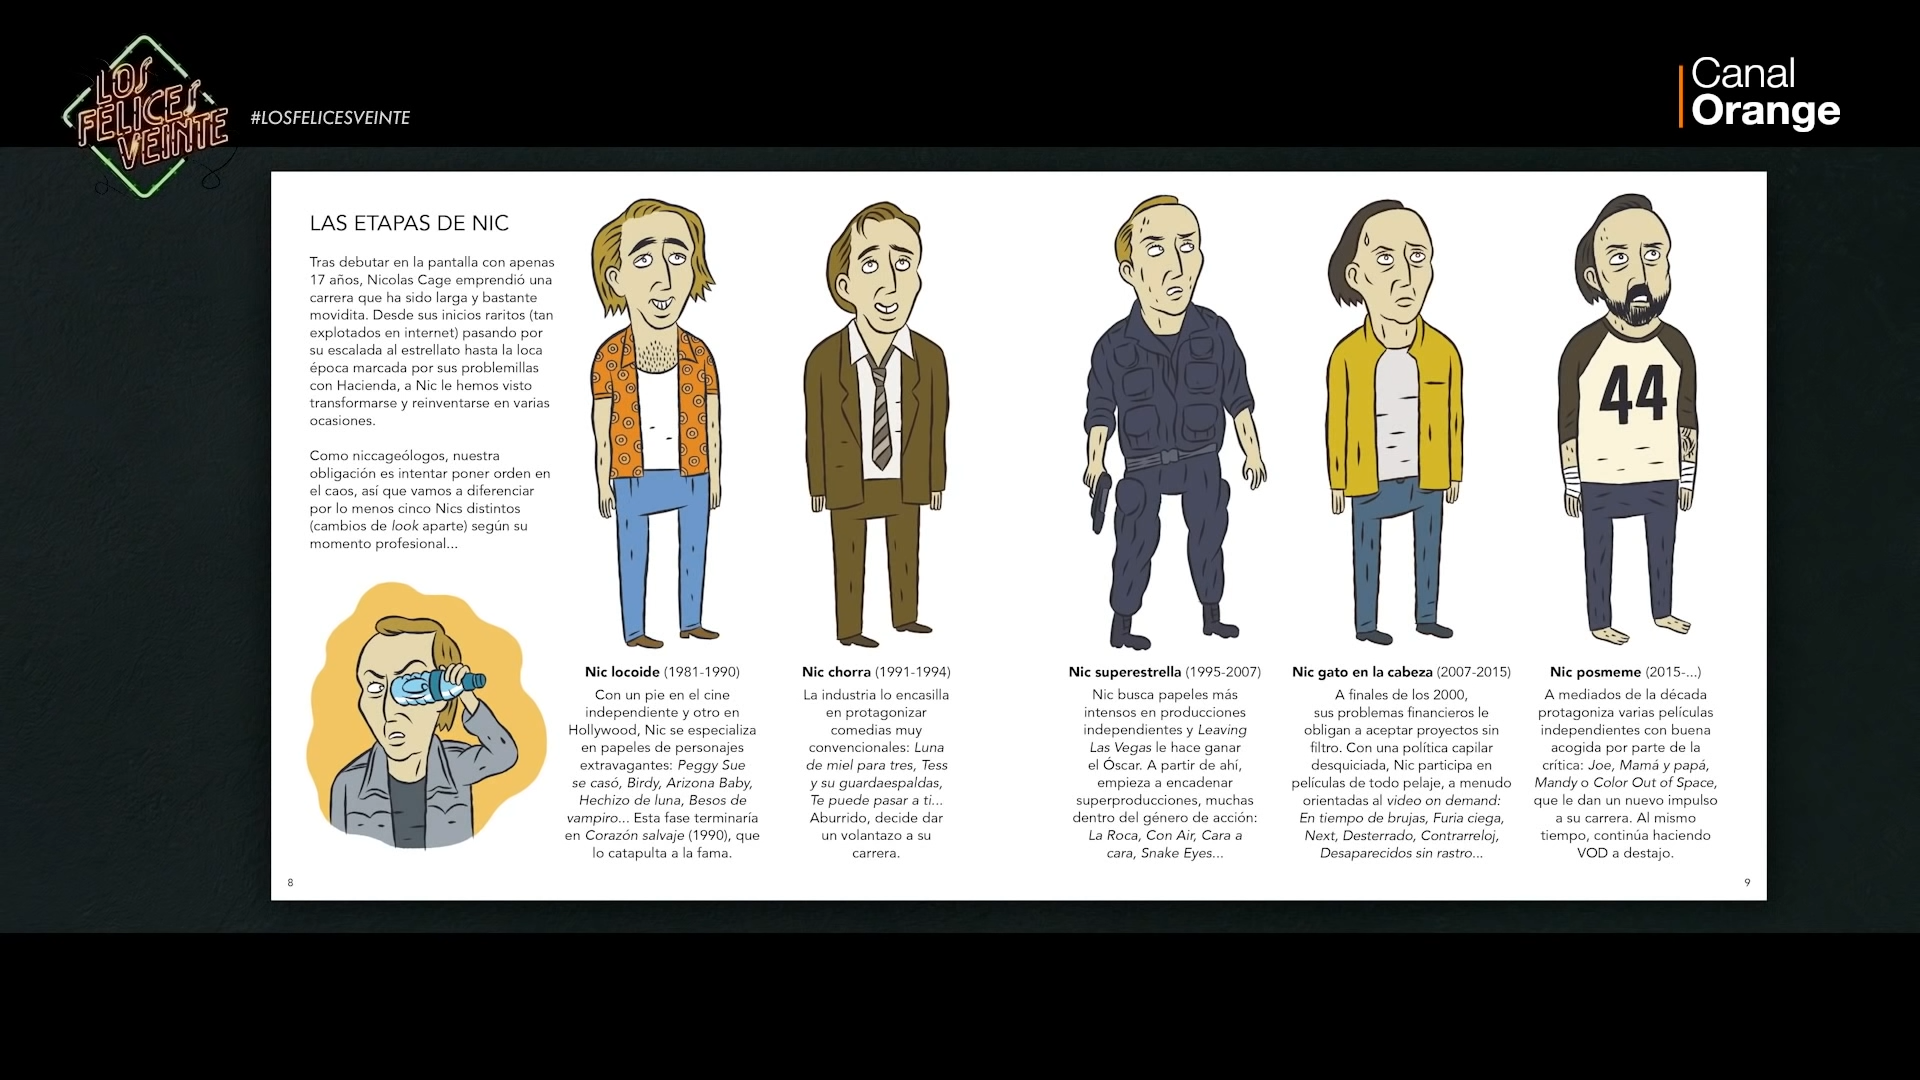 LOS
FELICES
VEINTE
#LOSFELICESVEINTE
Canal
Orange
LAS ETAPAS DE NIC
Tras debutar en la pantalla con apenas
17 años, Nicolas Cage emprendió una
carrera que ha sido larga y bastante
movidita. Desde sus inicios raritos (tan
explotados en internet) pasando por
su escalada al estrellato hasta la loca
época marcada por sus problemillas
con Hacienda, a Nic le hemos visto
transformarse y reinventarse en varias
ocasiones.
Como niccageólogos, nuestra
obligación es intentar poner orden en
el caos, así que vamos a diferenciar
por lo menos cinco Nics distintos
(cambios de look aparte) según su
momento profesional...
Nic locoide (1981-1990)
Con un pie en el cine
independiente y otro en
Hollywood, Nic se especializa
en papeles de personajes
extravagantes: Peggy Sue
se casó, Birdy, Arizona Baby,
Hechizo de luna, Besos de
vampiro... Esta fase terminaría
en Corazón salvaje (1990), que
lo catapulta a la fama.
Nic chorra (1991-1994)
La industria lo encasilla
en protagonizar
comedias muy
convencionales: Luna
de miel para tres, Tess
y su guardaespaldas,
Te puede pasar a ti...
Aburrido, decide dar
un volantazo a su
carrera.
Nic superestrella (1995-2007)
Nic busca papeles más
intensos en producciones
independientes y Leaving
Las Vegas le hace ganar
el Óscar. A partir de ahí,
empieza a encadenar
superproducciones, muchas
dentro del género de acción:
La Roca, Con Air, Cara a
cara, Snake Eyes...
Nic gato en la cabeza (2007-2015)
A finales de los 2000,
sus problemas financieros le
obligan a aceptar proyectos sin
filtro. Con una política capilar
desquiciada, Nic participa en
películas de todo pelaje, a menudo
orientadas al video on demand:
En tiempo de brujas, Furia ciega,
Next, Desterrado, Contrarreloj,
Desaparecidos sin rastro...
44
Nic posmeme (2015-...)
A mediados de la década
protagoniza varias películas
independientes con buena
acogida por parte de la
crítica: Joe, Mamá y papá,
Mandy o Color Out of Space,
que le dan un nuevo impulso
a su carrera. Al mismo
tiempo, continúa haciendo
VOD a destajo.
8
9